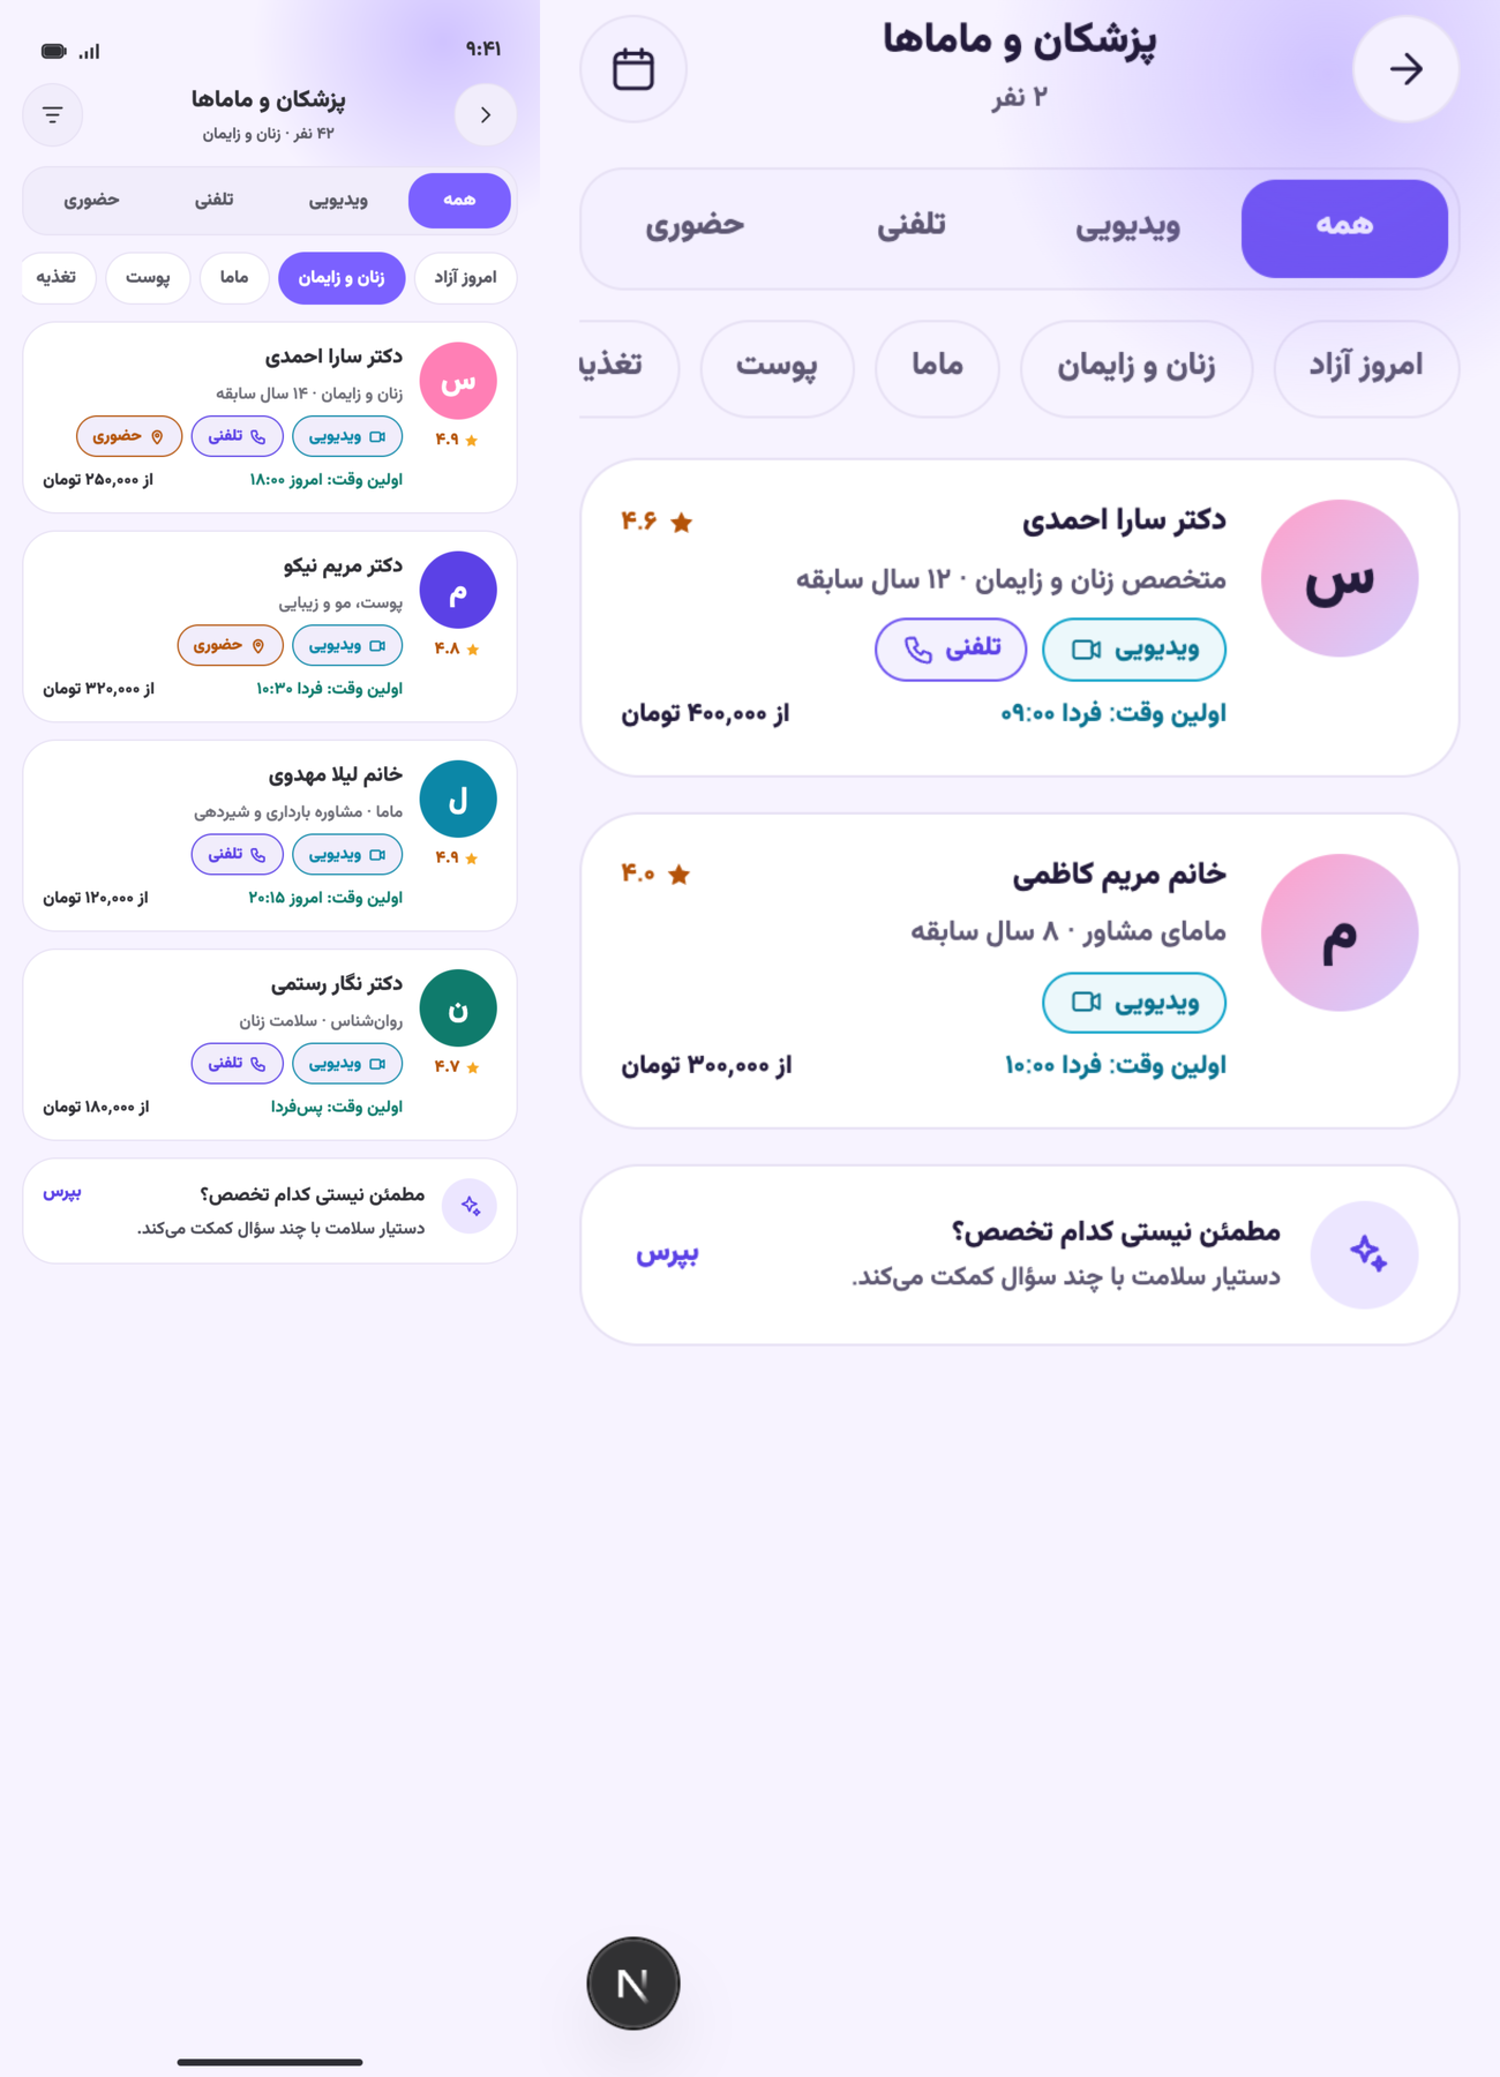 ۹:۴۱
پزشکان و ماماها
۴۲ نفر · زنان و زایمان
همه ویدیویی تلفنی حضوری
امروز آزاد زنان و زایمان ماما پوست تغذیه
س
دکتر سارا احمدی
زنان و زایمان · ۱۴ سال سابقه
۴.۹ ویدیویی تلفنی حضوری
اولین وقت: امروز ۱۸:۰۰ از ۲۵۰,۰۰۰ تومان
م
دکتر مریم نیکو
پوست، مو و زیبایی
۴.۸ ویدیویی حضوری
اولین وقت: فردا ۱۰:۳۰ از ۳۲۰,۰۰۰ تومان
ل
خانم لیلا مهدوی
ماما · مشاوره بارداری و شیردهی
۴.۹ ویدیویی تلفنی
اولین وقت: امروز ۲۰:۱۵ از ۱۲۰,۰۰۰ تومان
ن
دکتر نگار رستمی
روان‌شناس · سلامت زنان
۴.۷ ویدیویی تلفنی
اولین وقت: پس‌فردا از ۱۸۰,۰۰۰ تومان
مطمئن نیستی کدام تخصص؟ بپرس
دستیار سلامت با چند سؤال کمکت می‌کند.
پزشکان و ماماها
۲ نفر
همه ویدیویی تلفنی حضوری
امروز آزاد زنان و زایمان ماما پوست تغذیه
س
دکتر سارا احمدی ۴.۶
متخصص زنان و زایمان · ۱۲ سال سابقه
ویدیویی تلفنی
اولین وقت: فردا ۰۹:۰۰ از ۴۰۰,۰۰۰ تومان
م
خانم مریم کاظمی ۴.۰
مامای مشاور · ۸ سال سابقه
ویدیویی
اولین وقت: فردا ۱۰:۰۰ از ۳۰۰,۰۰۰ تومان
مطمئن نیستی کدام تخصص؟
دستیار سلامت با چند سؤال کمکت می‌کند.
بپرس
N